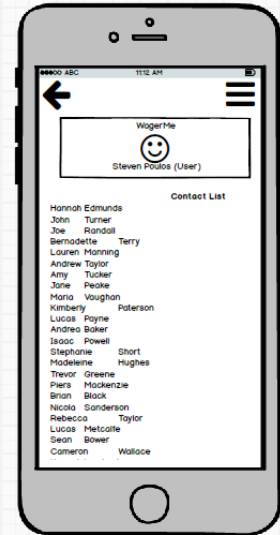 ABC 11:12 AM
WagerMe
Steven Poulos (User)
Contact List
Hannah Edmunds
John Turner
Joe Randall
Bernadette Terry
Lauren Manning
Andrew Taylor
Amy Tucker
Jane Peake
Maria Vaughan
Kimberly Paterson
Lucas Payne
Andrea Baker
Isaac Powell
Stephanie Short
Madeleine Hughes
Trevor Greene
Piers Mackenzie
Brian Black
Nicola Sanderson
Rebecca Taylor
Lucas Metcalfe
Sean Bower
Cameron Wallace